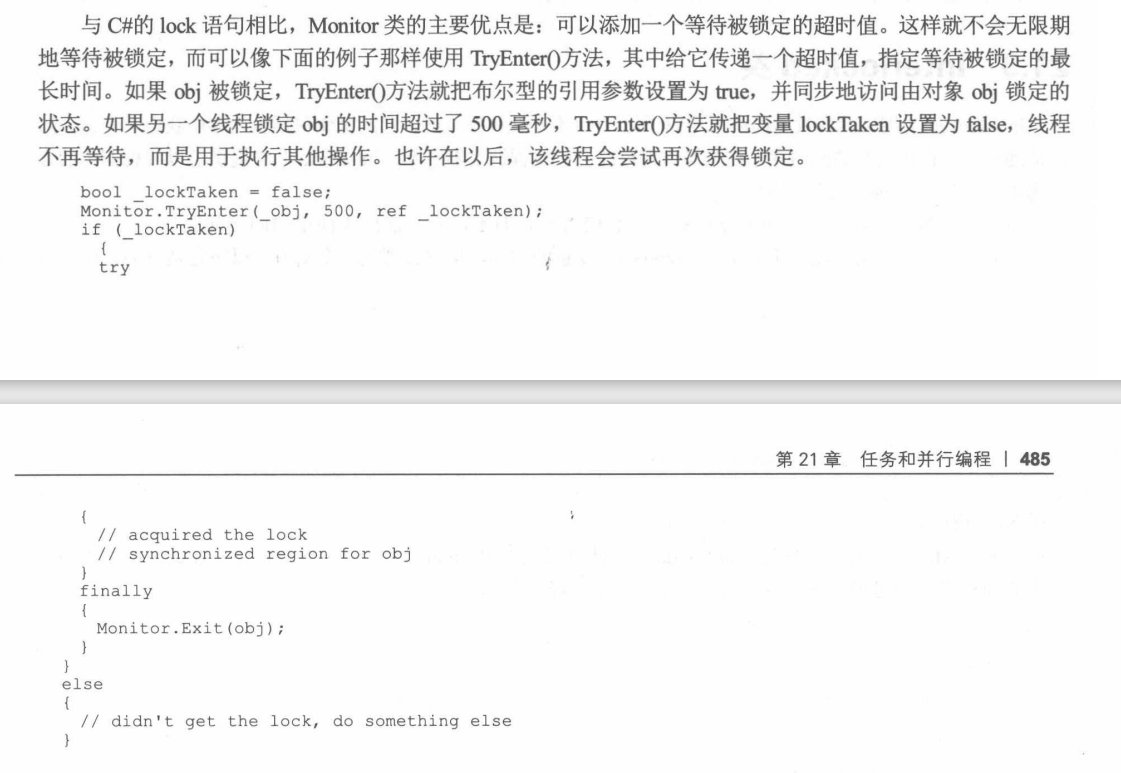 与 C#的 lock 语句相比，Monitor 类的主要优点是：可以添加一个等待被锁定的超时值。这样就不会无限期
地等待被锁定，而可以像下面的例子那样使用 TryEnter()方法，其中给它传递一个超时值，指定等待被锁定的最
长时间。如果 obj 被锁定，TryEnter()方法就把布尔型的引用参数设置为 true，并同步地访问由对象 obj 锁定的
状态。如果另一个线程锁定 obj 的时间超过了 500 毫秒，TryEnter()方法就把变量 lockTaken 设置为 false，线程
不再等待，而是用于执行其他操作。也许在以后，该线程会尝试再次获得锁定。
bool _lockTaken = false;
Monitor.TryEnter(_obj, 500, ref _lockTaken);
if (_lockTaken)
{
try
第 21 章 任务和并行编程 | 485
{
// acquired the lock
// synchronized region for obj
}
finally
{
Monitor.Exit(obj);
}
}
else
{
// didn't get the lock, do something else
}